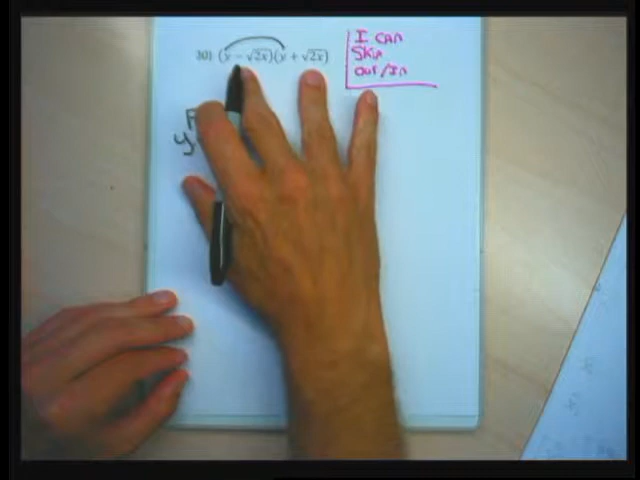 30) (y − √2x)(y + √2x)
I can
Skip
out/In
F
y